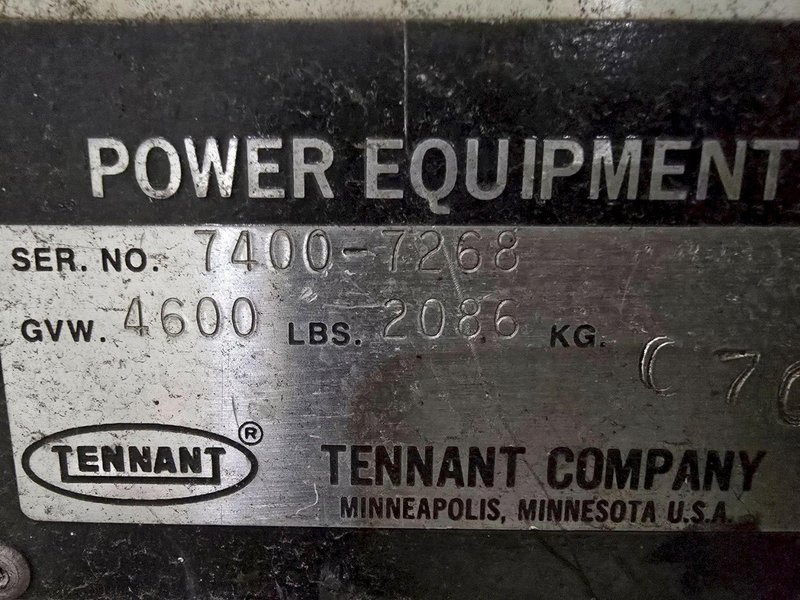 POWER EQUIPMENT
SER. NO. 7400-7268
GVW. 4600 LBS. 2086 KG.
TENNANT ®
TENNANT COMPANY
MINNEAPOLIS, MINNESOTA U.S.A.